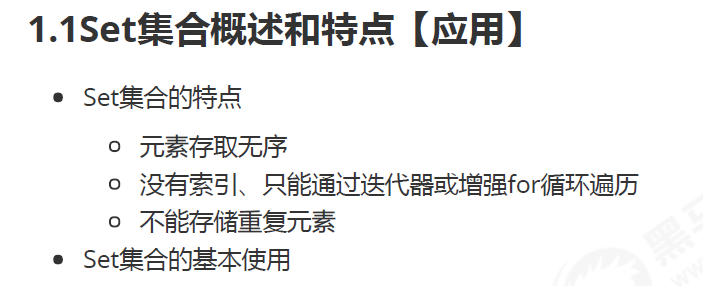 1.1Set集合概述和特点【应用】
Set集合的特点
元素存取无序
没有索引、只能通过迭代器或增强for循环遍历
不能存储重复元素
Set集合的基本使用
黑马
www